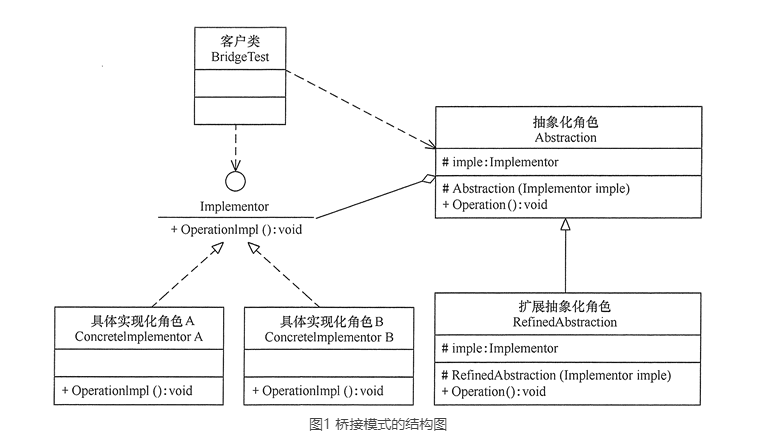 客户类
BridgeTest
抽象化角色
Abstraction
# imple:Implementor
# Abstraction (Implementor imple)
+ Operation():void
Implementor
+ OperationImpl ():void
具体实现化角色A
ConcreteImplementor A
+ OperationImpl ():void
具体实现化角色B
ConcreteImplementor B
+ OperationImpl ():void
扩展抽象化角色
RefinedAbstraction
# imple:Implementor
# RefinedAbstraction (Implementor imple)
+ Operation():void
图1 桥接模式的结构图